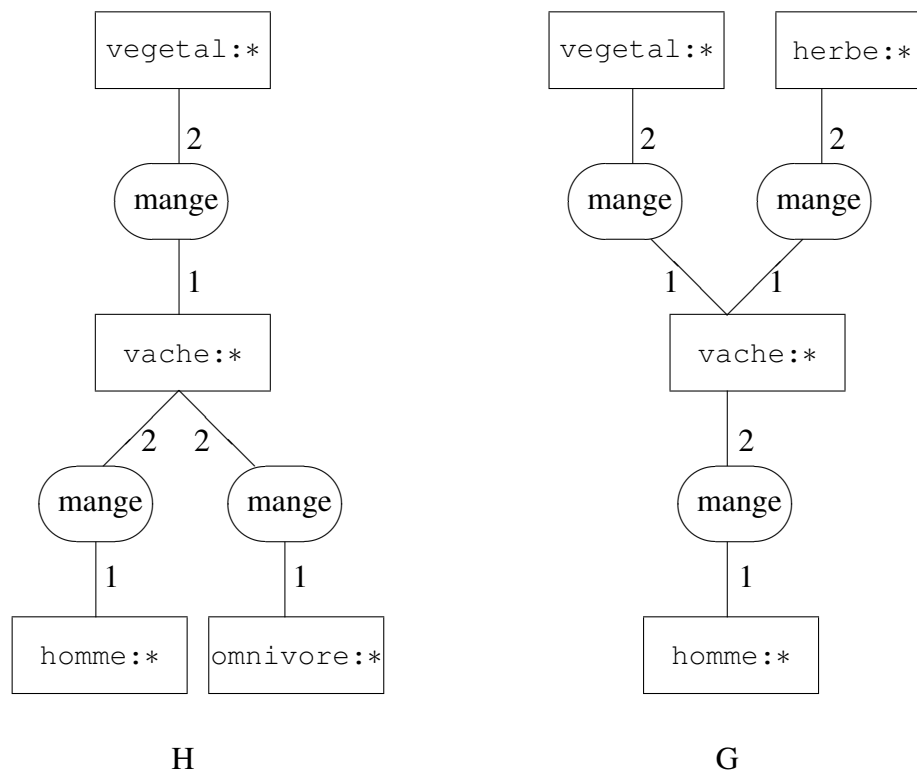 vegetal:*
2
mange
1
vache:*
2 2
mange mange
1 1
homme:* omnivore:*
H
vegetal:* herbe:*
2 2
mange mange
1 1
vache:*
2
mange
1
homme:*
G